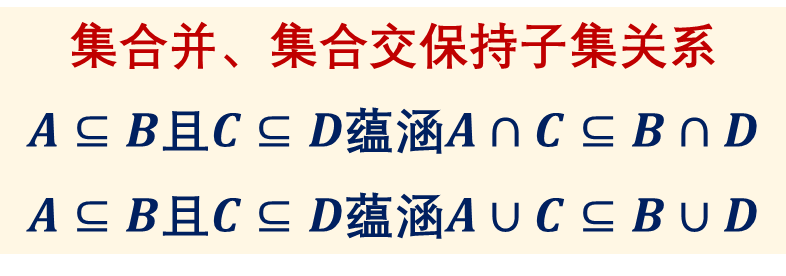 集合并、集合交保持子集关系
A ⊆ B且C ⊆ D蕴涵A ∩ C ⊆ B ∩ D
A ⊆ B且C ⊆ D蕴涵A ∪ C ⊆ B ∪ D